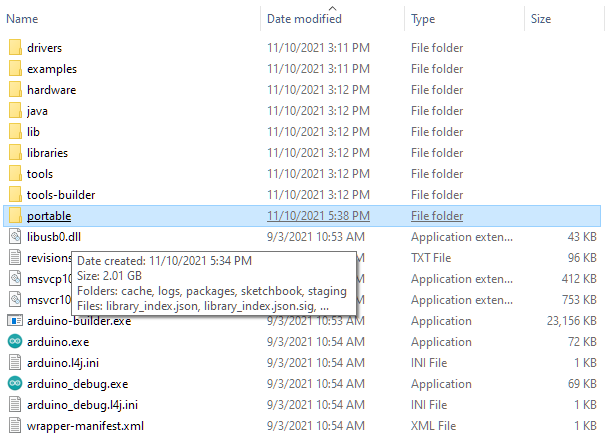 Name Date modified Type Size
drivers 11/10/2021 3:11 PM File folder
examples 11/10/2021 3:11 PM File folder
hardware 11/10/2021 3:12 PM File folder
java 11/10/2021 3:12 PM File folder
lib 11/10/2021 3:12 PM File folder
libraries 11/10/2021 3:12 PM File folder
tools 11/10/2021 3:12 PM File folder
tools-builder 11/10/2021 3:12 PM File folder
portable 11/10/2021 5:38 PM File folder
libusb0.dll 9/3/2021 10:53 AM Application exten... 43 KB
revisions TXT File 96 KB
msvcp10 Application exten... 412 KB
msvcr10 Application exten... 753 KB
Date created: 11/10/2021 5:34 PM
Size: 2.01 GB
Folders: cache, logs, packages, sketchbook, staging
Files: library_index.json, library_index.json.sig, ...
arduino-builder.exe 9/3/2021 10:53 AM Application 23,156 KB
arduino.exe 9/3/2021 10:54 AM Application 72 KB
arduino.l4j.ini 9/3/2021 10:54 AM INI File 1 KB
arduino_debug.exe 9/3/2021 10:54 AM Application 69 KB
arduino_debug.l4j.ini 9/3/2021 10:54 AM INI File 1 KB
wrapper-manifest.xml 9/3/2021 10:54 AM XML File 1 KB